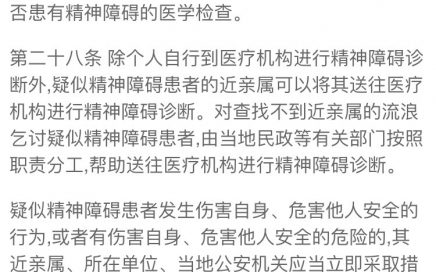 否患有精神障碍的医学检查。
第二十八条 除个人自行到医疗机构进行精神障碍诊
断外,疑似精神障碍患者的近亲属可以将其送往医疗
机构进行精神障碍诊断。对查找不到近亲属的流浪
乞讨疑似精神障碍患者,由当地民政等有关部门按照
职责分工,帮助送往医疗机构进行精神障碍诊断。
疑似精神障碍患者发生伤害自身、危害他人安全的
行为,或者有伤害自身、危害他人安全的危险的,其
近亲属、所在单位、当地公安机关应当立即采取措